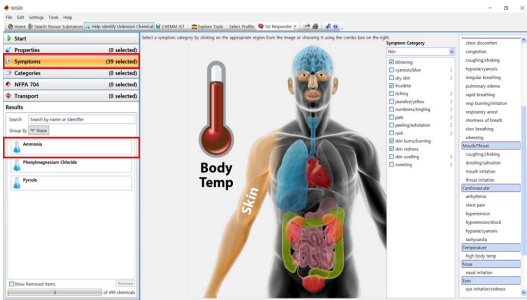 WISER
File Edit Settings Tools Help
Home Search Known Substances Help Identify Unknown Chemical CHEMM-IST Explore Tools Select Profile: 1st Responder
Start
Properties (0 selected)
Symptoms (39 selected)
Categories (0 selected)
NFPA 704 (0 selected)
Transport (0 selected)
Results
Search Search by name or identifier
Group By None
Ammonia
Phenylmagnesium Chloride
Pyrrole
Show Removed Items Remove
of 499 chemicals
Select a symptom category by clicking on the appropriate region from the image or choosing it using the combo box on the right.
Body
Temp
Skin
Symptom Category
Skin
blistering
cyanosis/blue
dry skin
frostbite
itching
jaundice/yellow
numbness/tingling
pale
peeling/exfoliation
rash
skin burns/burning
skin redness
skin swelling
sweating
chest discomfort
congestion
coughing/choking
hypoxia/cyanosis
irregular breathing
pulmonary edema
rapid breathing
resp burning/irritation
respiratory arrest
shortness of breath
slow breathing
wheezing
Mouth/Throat
coughing/choking
drooling/salivation
mouth irritation
throat irritation
Cardiovascular
arrhythmia
chest pain
hypertension
hypotension/shock
hypoxia/cyanosis
tachycardia
Temperature
high body temp
Nose
nasal irritation
Eyes
eye irritation/redness